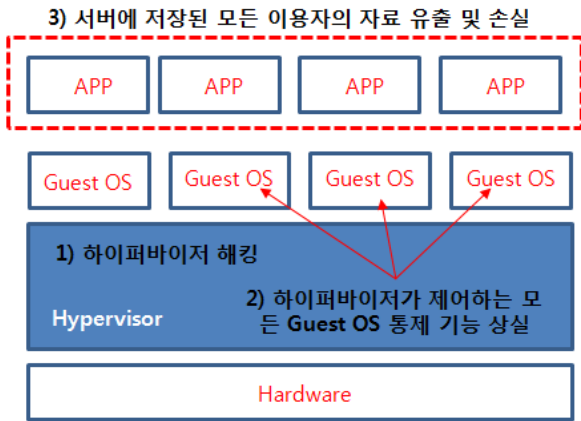 3) 서버에 저장된 모든 이용자의 자료 유출 및 손실
APP APP APP APP
Guest OS Guest OS Guest OS Guest OS
1) 하이퍼바이저 해킹
2) 하이퍼바이저가 제어하는 모
든 Guest OS 통제 기능 상실
Hypervisor
Hardware